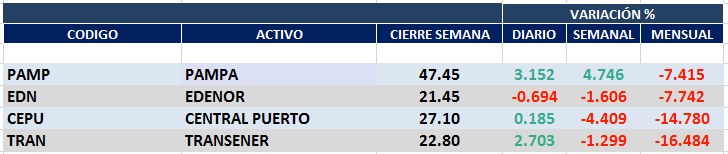 VARIACIÓN %
CODIGO ACTIVO CIERRE SEMANA DIARIO SEMANAL MENSUAL
PAMP PAMPA 47.45 3.152 4.746 -7.415
EDN EDENOR 21.45 -0.694 -1.606 -7.742
CEPU CENTRAL PUERTO 27.10 0.185 -4.409 -14.780
TRAN TRANSENER 22.80 2.703 -1.299 -16.484